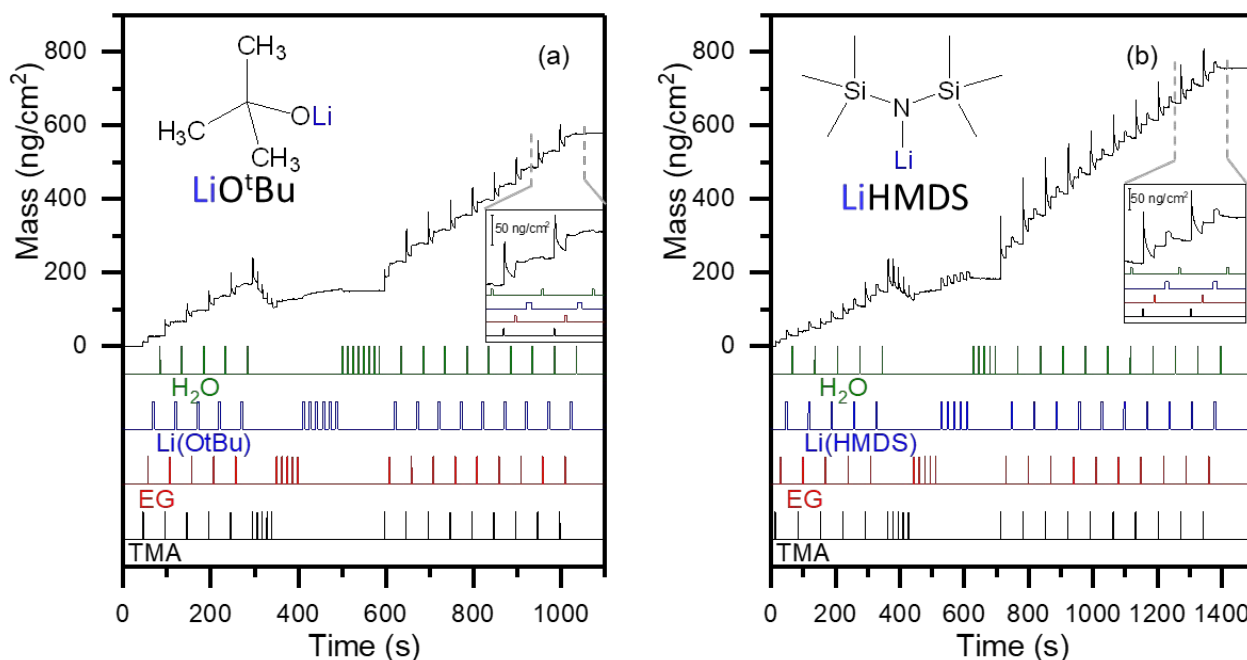 (a)
CH₃
H₃C
OLi
CH₃
LiOᵗBu
50 ng/cm²
Mass (ng/cm²)
800
600
400
200
0
H₂O
Li(OtBu)
EG
TMA
0 200 400 600 800 1000
Time (s)
(b)
Si Si
N
Li
LiHMDS
50 ng/cm²
Mass (ng/cm²)
800
600
400
200
0
H₂O
Li(HMDS)
EG
TMA
0 200 400 600 800 1000 1200 1400
Time (s)